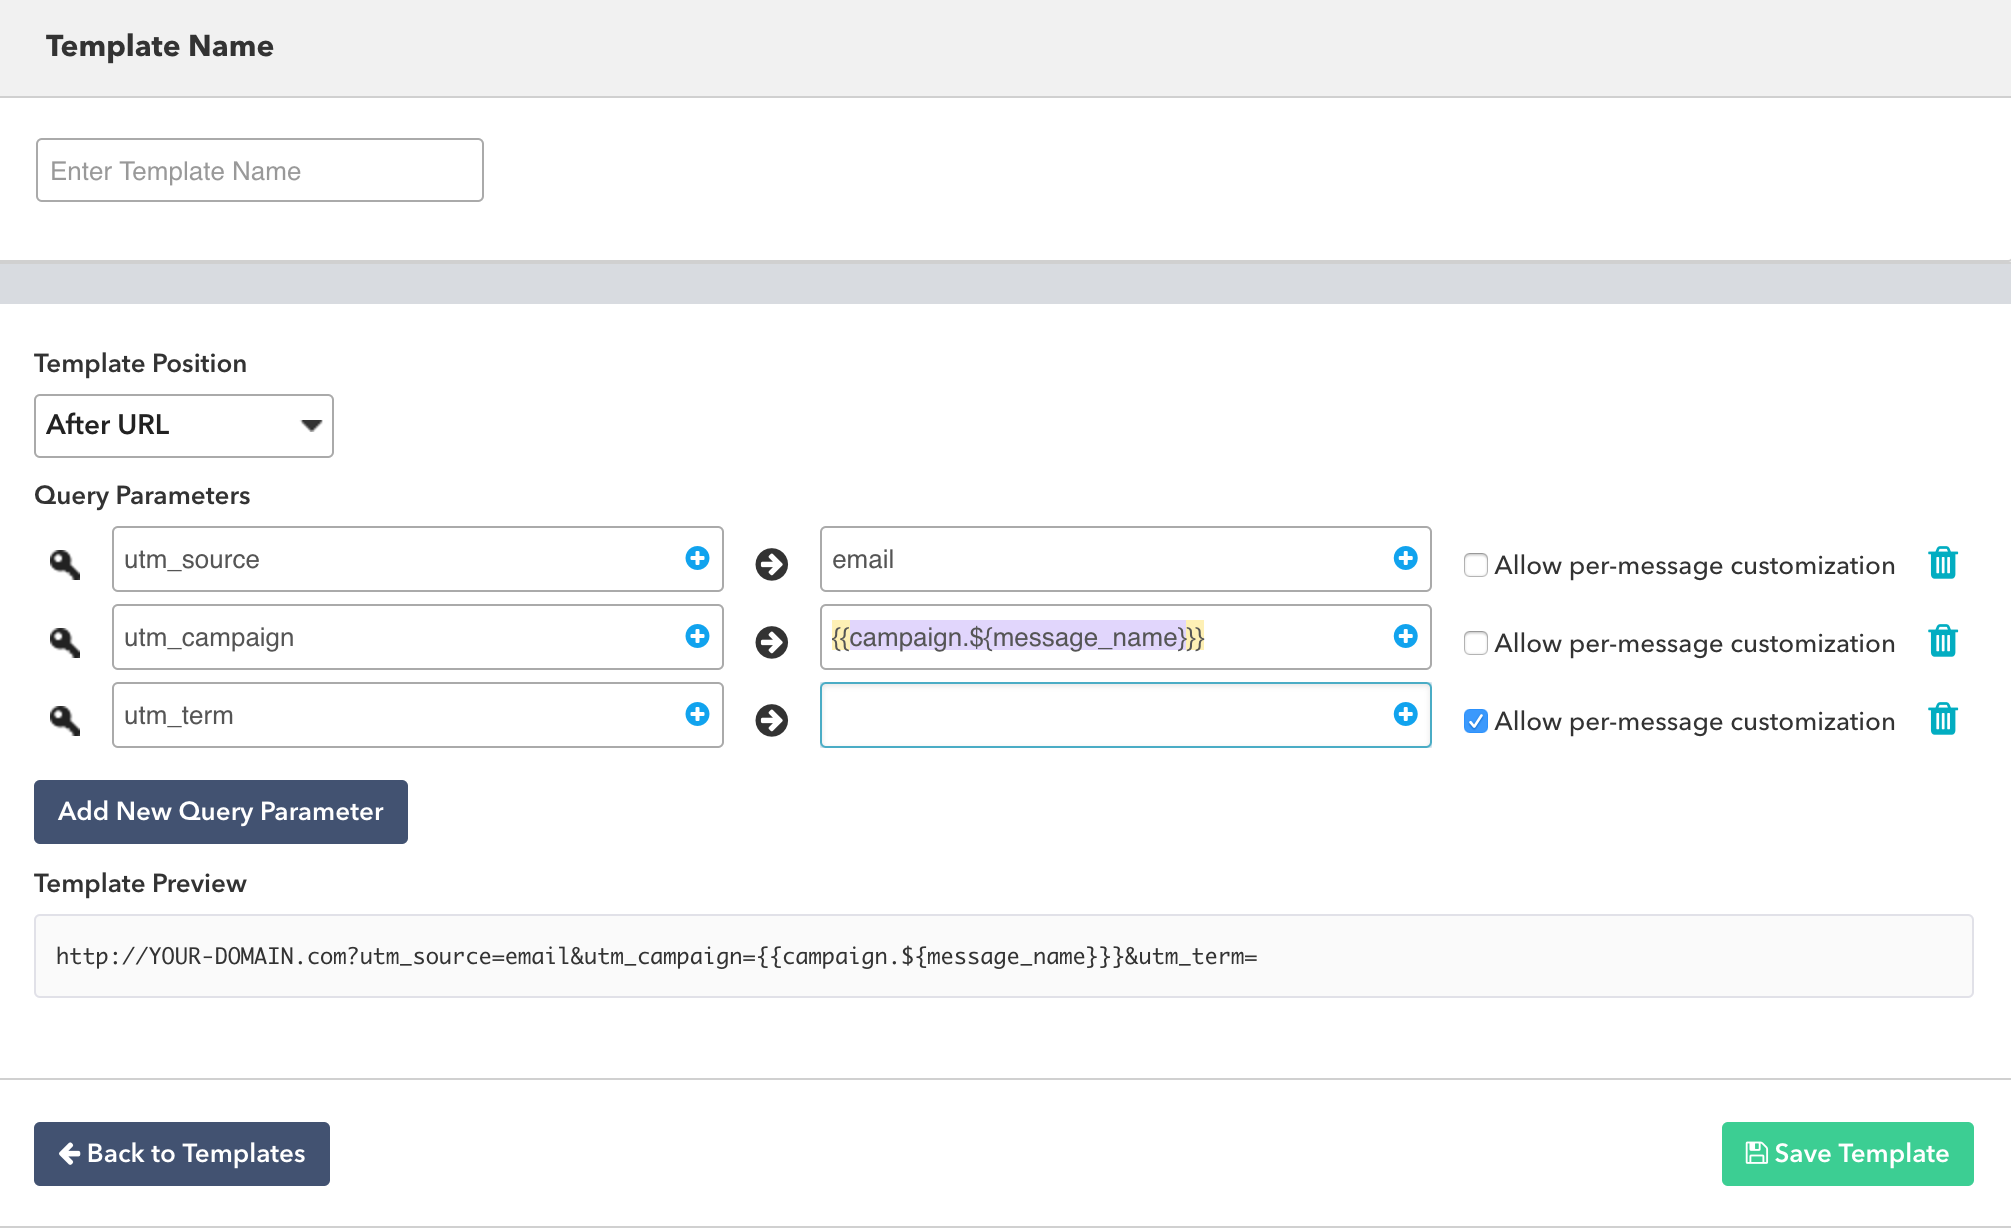 Template Name
Enter Template Name
Template Position
After URL
Query Parameters
utm_source email Allow per-message customization
utm_campaign {{campaign.${message_name}}} Allow per-message customization
utm_term Allow per-message customization
Add New Query Parameter
Template Preview
http://YOUR-DOMAIN.com?utm_source=email&utm_campaign={{campaign.${message_name}}}&utm_term=
Back to Templates Save Template